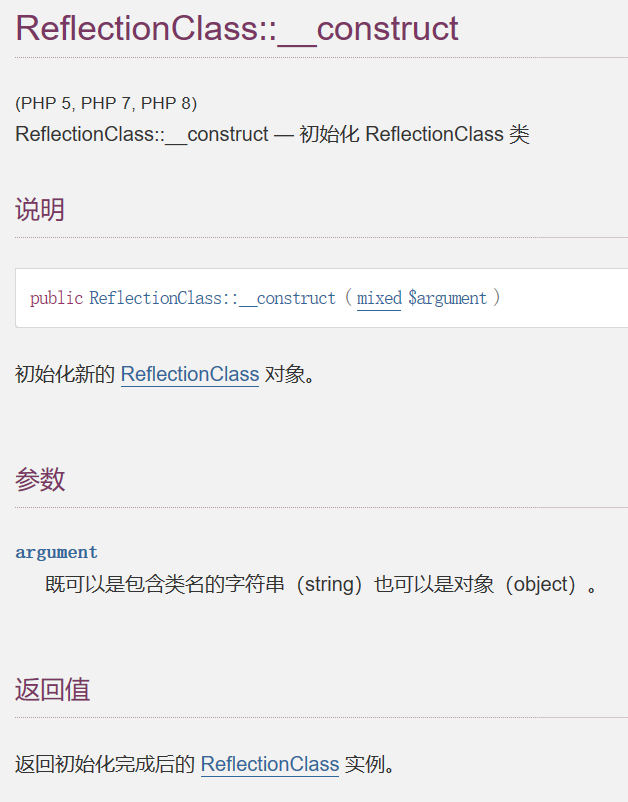 ReflectionClass::__construct
(PHP 5, PHP 7, PHP 8)
ReflectionClass::__construct — 初始化 ReflectionClass 类
说明
public ReflectionClass::__construct ( mixed $argument )
初始化新的 ReflectionClass 对象。
参数
argument
既可以是包含类名的字符串（string）也可以是对象（object）。
返回值
返回初始化完成后的 ReflectionClass 实例。